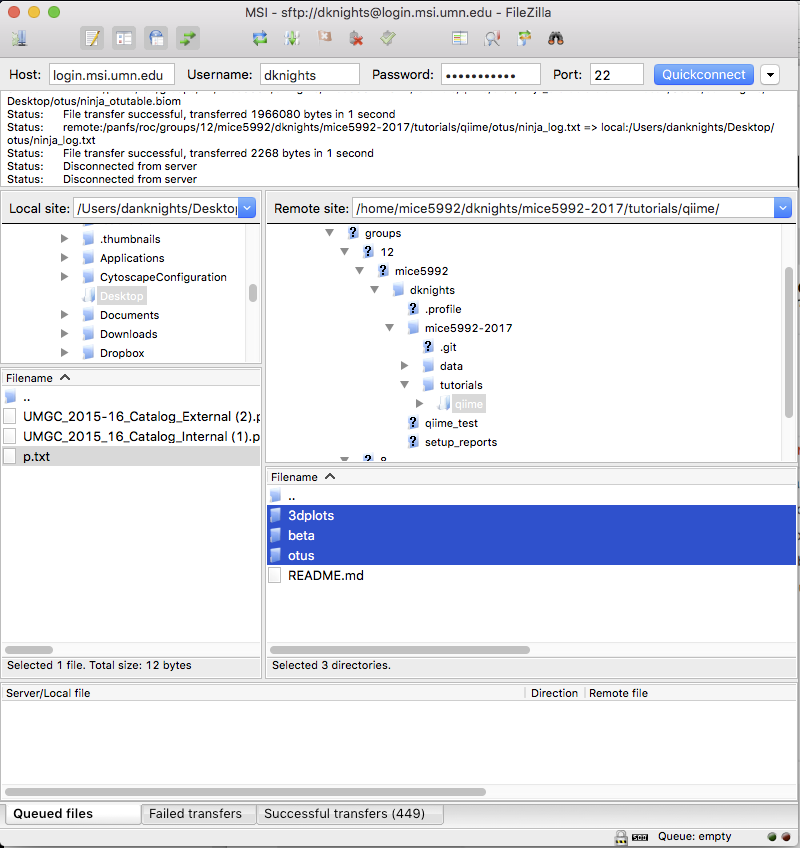 MSI - sftp://dknights@login.msi.umn.edu - FileZilla
Host: login.msi.umn.edu Username: dknights Password: ••••••••••• Port: 22 Quickconnect
Desktop/otus/ninja_otutable.biom
Status: File transfer successful, transferred 1966080 bytes in 1 second
Status: remote:/panfs/roc/groups/12/mice5992/dknights/mice5992-2017/tutorials/qiime/otus/ninja_log.txt => local:/Users/danknights/Desktop/
otus/ninja_log.txt
Status: File transfer successful, transferred 2268 bytes in 1 second
Status: Disconnected from server
Status: Disconnected from server
Local site: /Users/danknights/Desktop
.thumbnails
Applications
CytoscapeConfiguration
Desktop
Documents
Downloads
Dropbox
Filename
..
UMGC_2015-16_Catalog_External (2).p
UMGC_2015_16_Catalog_Internal (1).p
p.txt
Selected 1 file. Total size: 12 bytes
Remote site: /home/mice5992/dknights/mice5992-2017/tutorials/qiime/
groups
12
mice5992
dknights
.profile
mice5992-2017
.git
data
tutorials
qiime
qiime_test
setup_reports
8
Filename
..
3dplots
beta
otus
README.md
Selected 3 directories.
Server/Local file Direction Remote file
Queued files Failed transfers Successful transfers (449)
Queue: empty